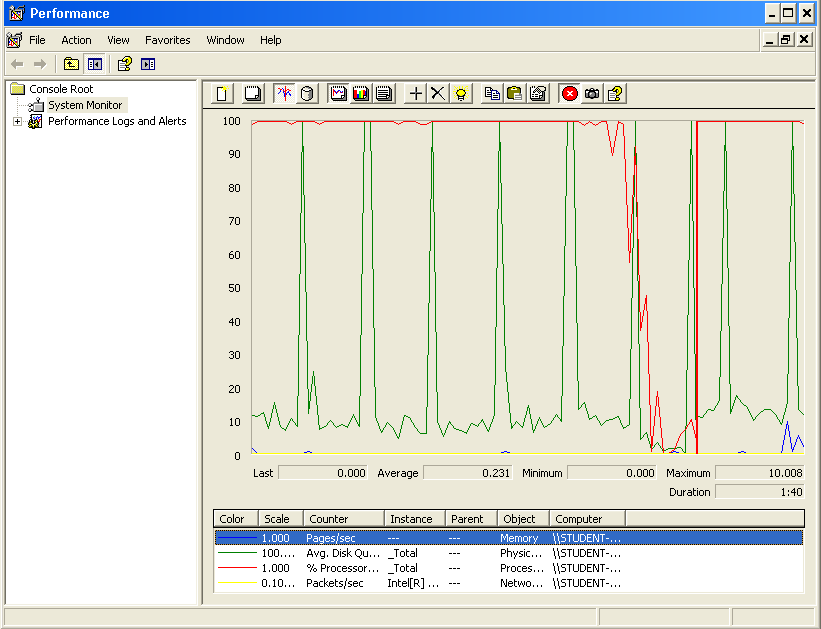 Performance
File Action View Favorites Window Help
Console Root
System Monitor
Performance Logs and Alerts
100
90
80
70
60
50
40
30
20
10
0
Last 0.000 Average 0.231 Minimum 0.000 Maximum 10.008
Duration 1:40
Color Scale Counter Instance Parent Object Computer
1.000 Pages/sec --- --- Memory \\STUDENT-...
100.... Avg. Disk Qu... _Total --- Physic... \\STUDENT-...
1.000 % Processor... _Total --- Proces... \\STUDENT-...
0.10... Packets/sec Intel[R] ... --- Netwo... \\STUDENT-...